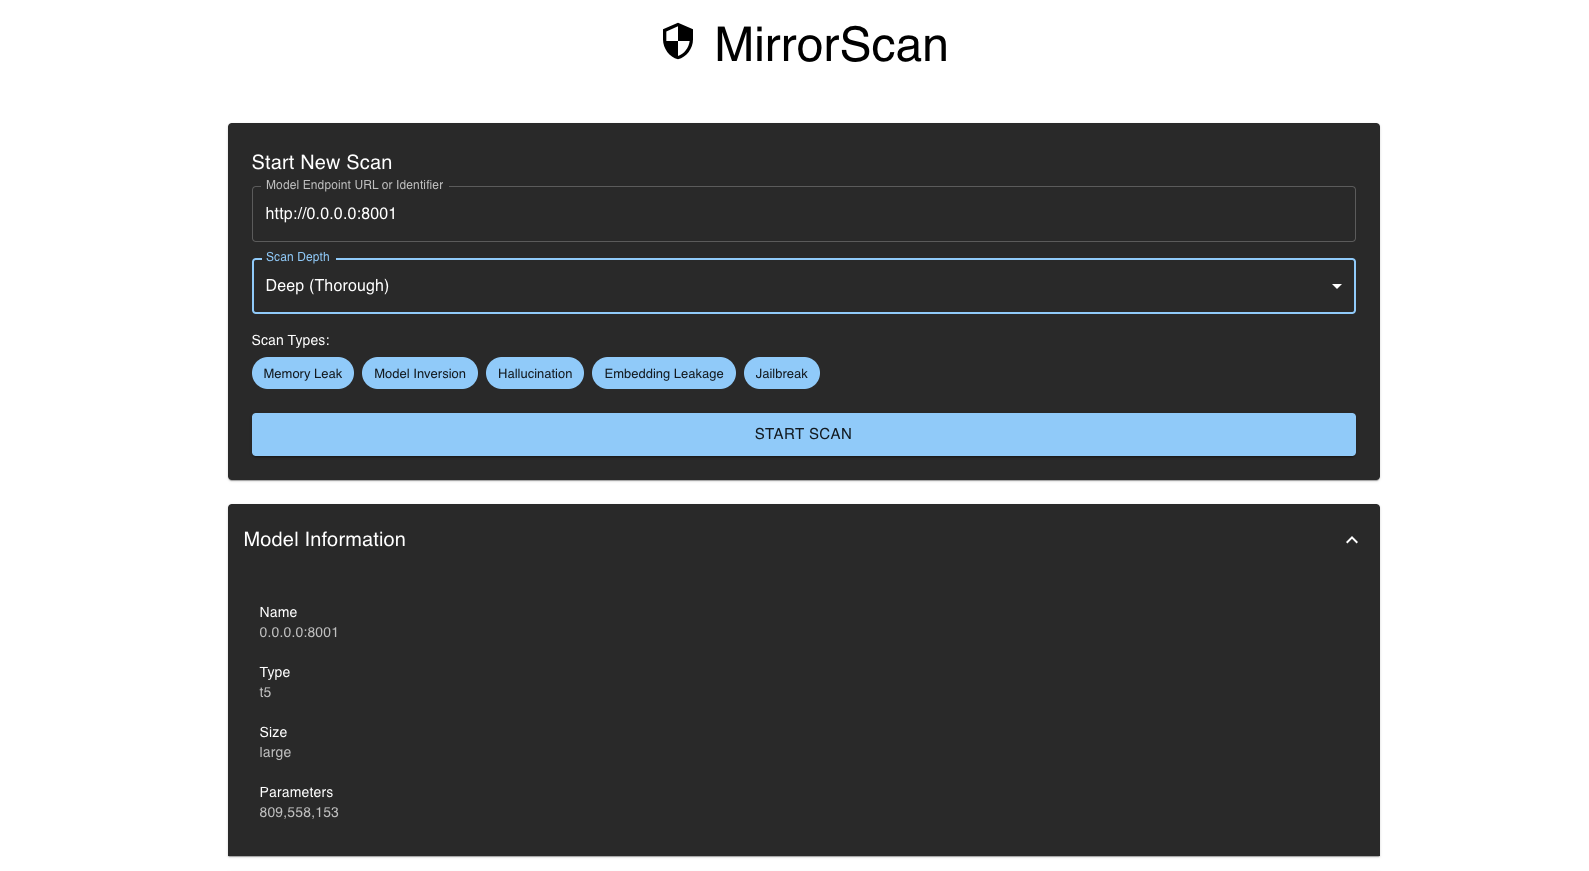 MirrorScan
Start New Scan
Model Endpoint URL or Identifier
http://0.0.0.0:8001
Scan Depth
Deep (Thorough)
Scan Types:
Memory Leak Model Inversion Hallucination Embedding Leakage Jailbreak
START SCAN
Model Information
Name
0.0.0.0:8001
Type
t5
Size
large
Parameters
809,558,153